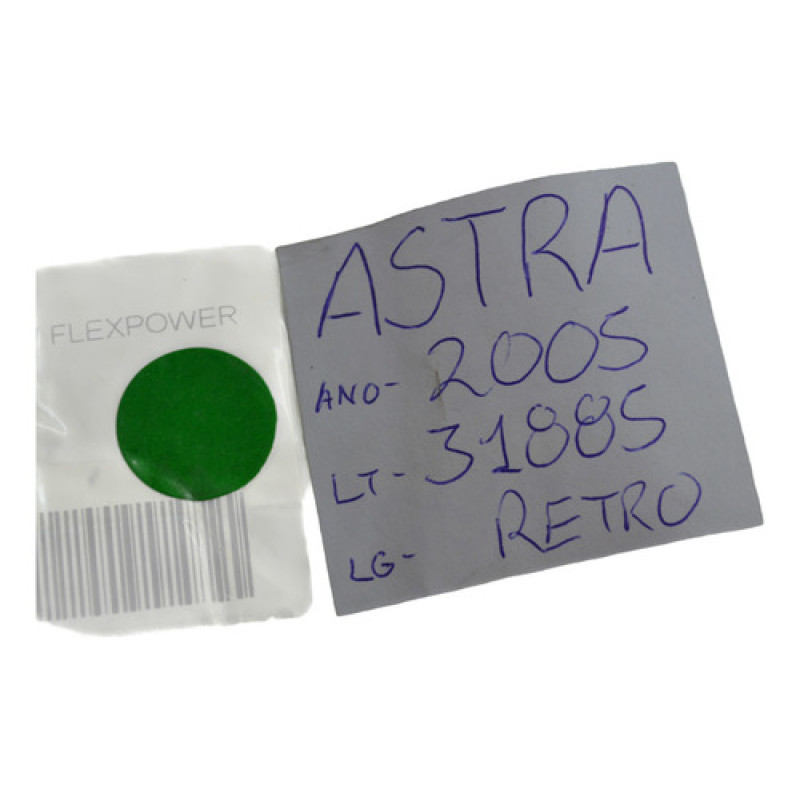 FLEXPOWER
ASTRA
ANO- 2005
LT- 31885
LG- RETRO